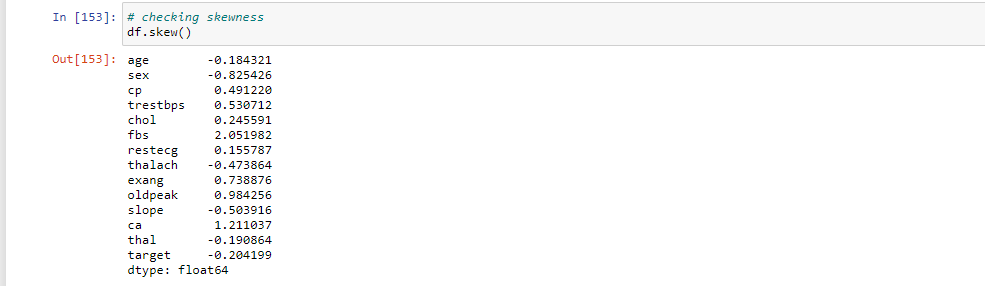 In [153]: # checking skewness
df.skew()
Out[153]: age -0.184321
sex -0.825426
cp 0.491220
trestbps 0.530712
chol 0.245591
fbs 2.051982
restecg 0.155787
thalach -0.473864
exang 0.738876
oldpeak 0.984256
slope -0.503916
ca 1.211037
thal -0.190864
target -0.204199
dtype: float64